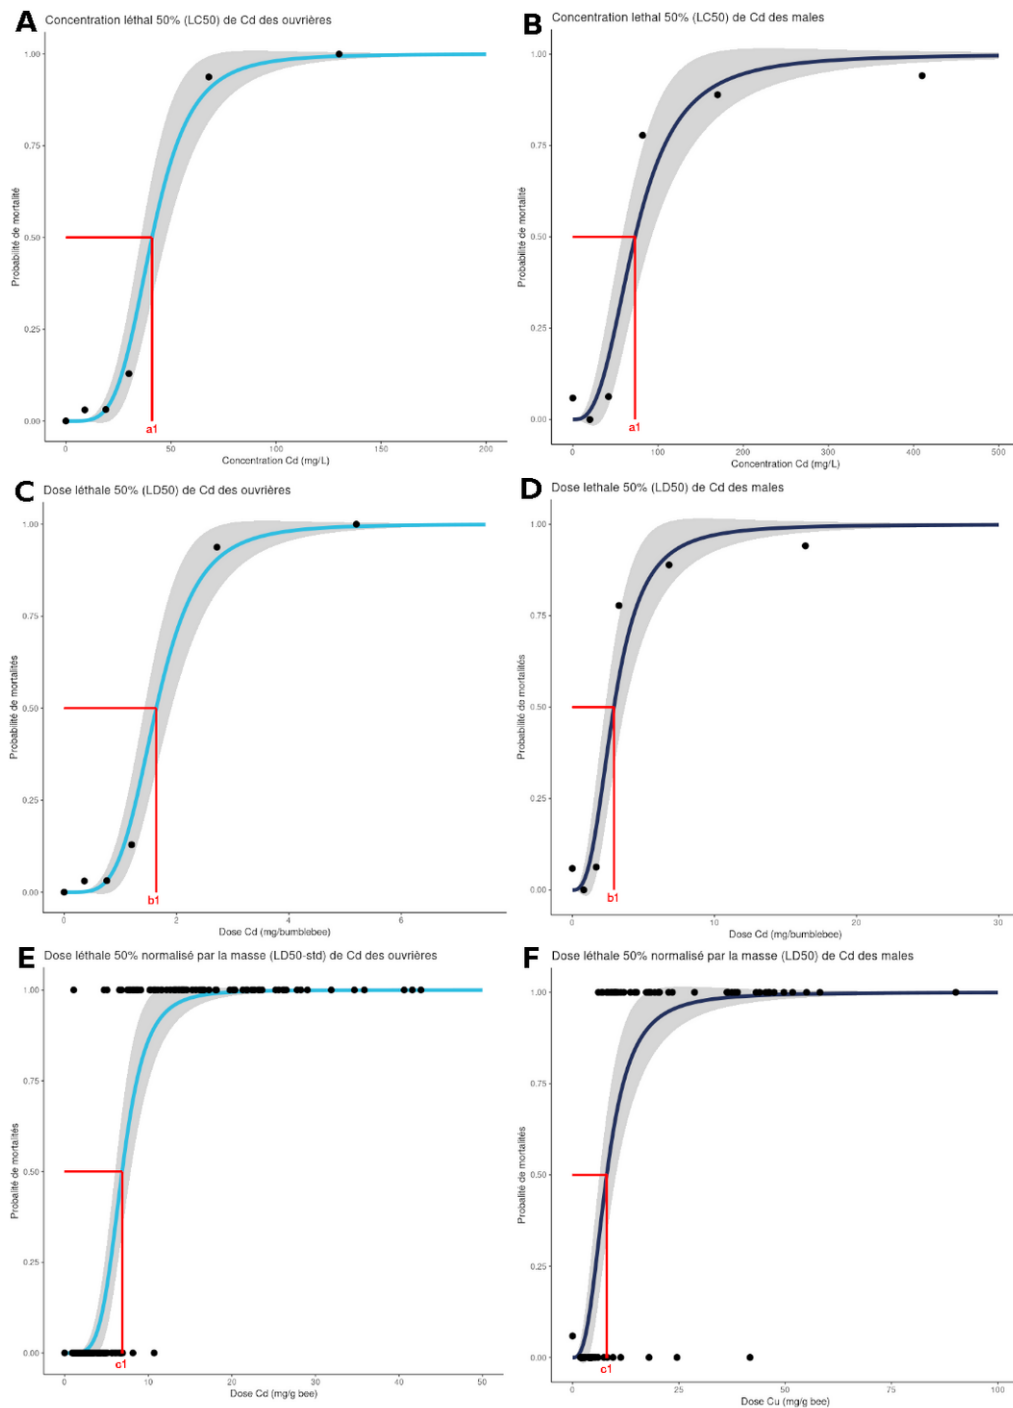 A Concentration léthal 50% (LC50) de Cd des ouvrières
1.00
0.75
0.50
0.25
0.00
Probabilité de mortalité
a1
0 50 100 150 200
Concentration Cd (mg/L)
B Concentration lethal 50% (LC50) de Cd des males
1.00
0.75
0.50
0.25
0.00
Probabilité de mortalité
a1
0 100 200 300 400 500
Concentration Cd (mg/L)
C Dose léthale 50% (LD50) de Cd des ouvrières
1.00
0.75
0.50
0.25
0.00
Probabilité de mortalités
b1
0 2 4 6
Dose Cd (mg/bumblebee)
D Dose lethale 50% (LD50) de Cd des males
1.00
0.75
0.50
0.25
0.00
Probabilité de mortalités
b1
0 10 20 30
Dose Cd (mg/bumblebee)
E Dose léthale 50% normalisé par la masse (LD50-std) de Cd des ouvrières
1.00
0.75
0.50
0.25
0.00
Probalité de mortalités
c1
0 10 20 30 40 50
Dose Cd (mg/g bee)
F Dose léthale 50% normalisé par la masse (LD50) de Cd des males
1.00
0.75
0.50
0.25
0.00
Probalité de mortalités
c1
0 25 50 75 100
Dose Cu (mg/g bee)